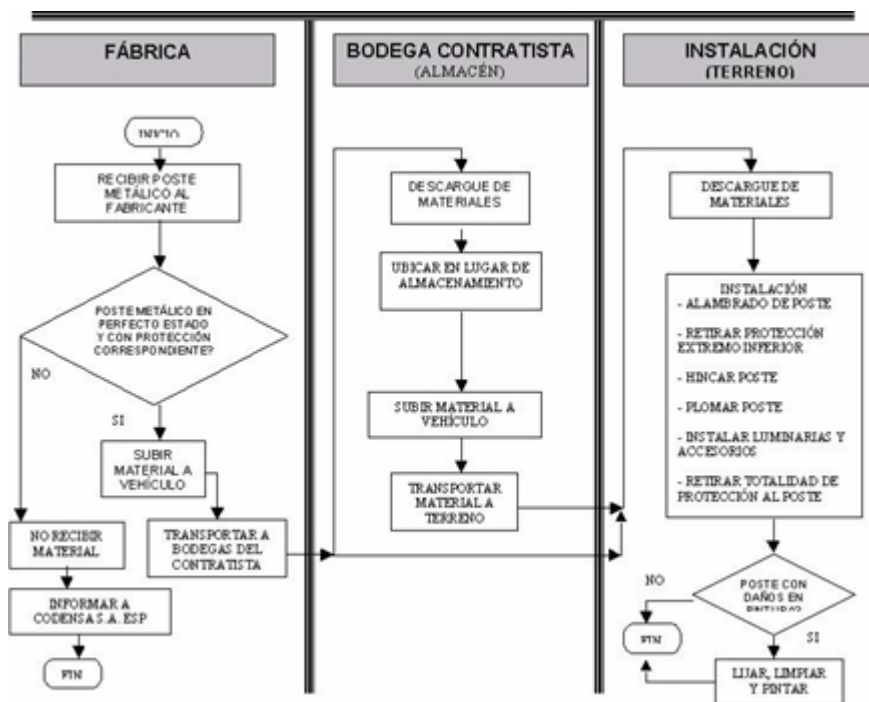 FÁBRICA
INICIO
RECIBIR POSTE
METÁLICO AL
FABRICANTE
POSTE METÁLICO EN
PERFECTO ESTADO
Y CON PROTECCIÓN
CORRESPONDIENTE?
NO
SI
SUBIR
MATERIAL A
VEHÍCULO
NO RECIBIR
MATERIAL
TRANSPORTAR A
BODEGAS DEL
CONTRATISTA
INFORMAR A
CODENSA S.A. ESP
FIN
BODEGA CONTRATISTA
(ALMACÉN)
DESCARGUE DE
MATERIALES
UBICAR EN LUGAR DE
ALMACENAMIENTO
SUBIR MATERIAL A
VEHÍCULO
TRANSPORTAR
MATERIAL A
TERRENO
INSTALACIÓN
(TERRENO)
DESCARGUE DE
MATERIALES
INSTALACIÓN
- ALAMBRADO DE POSTE
- RETIRAR PROTECCIÓN
EXTREMO INFERIOR
- HINCAR POSTE
- PLOMAR POSTE
- INSTALAR LUMINARIAS Y
ACCESORIOS
- RETIRAR TOTALIDAD DE
PROTECCIÓN AL POSTE
POSTE CON
DAÑOS EN
NO
SI
FIN
LIJAR, LIMPIAR
Y PINTAR